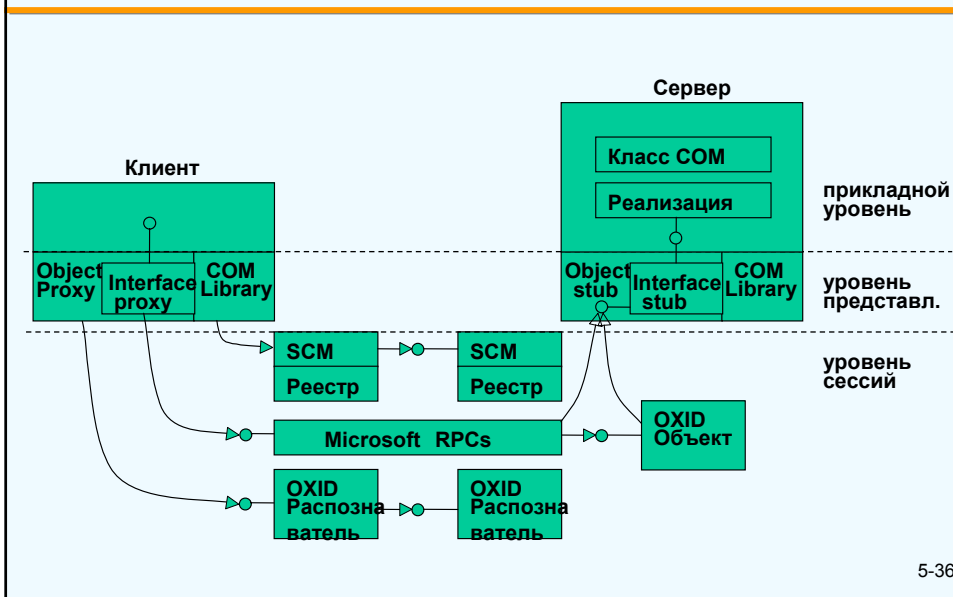 Сервер
Класс COM
Клиент
Реализация
прикладной
уровень
Object
Proxy
Interface
proxy
COM
Library
Object
stub
Interface
stub
COM
Library
уровень
представл.
SCM
Реестр
SCM
Реестр
уровень
сессий
Microsoft RPCs
OXID
Объект
OXID
Распозна
ватель
OXID
Распозна
ватель
5-36